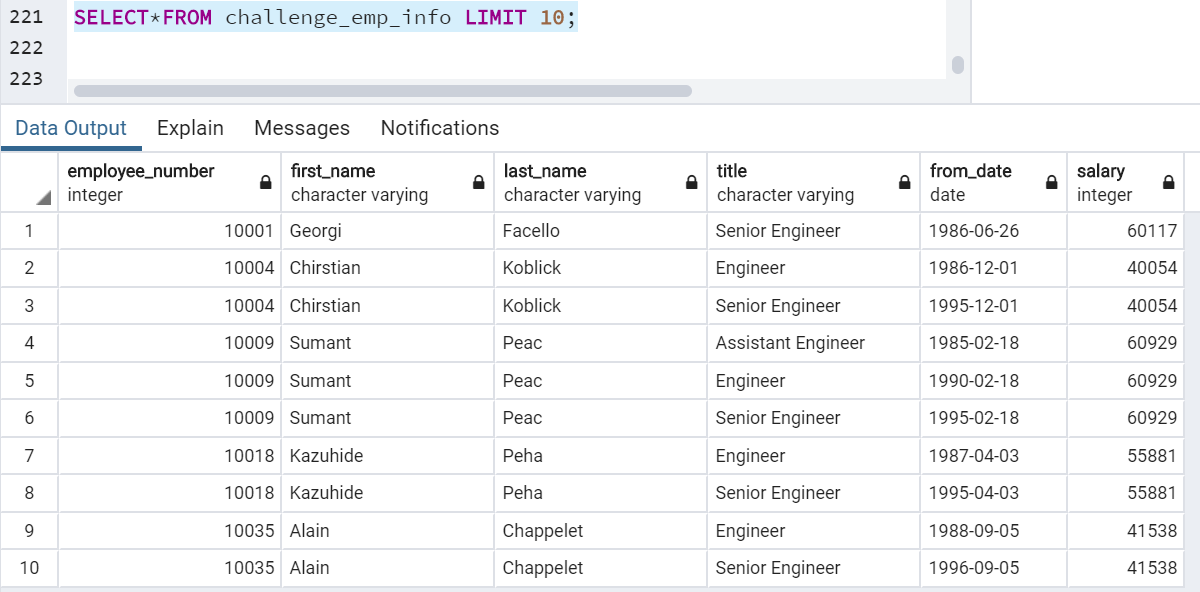 221 SELECT*FROM challenge_emp_info LIMIT 10;
222
223
Data Output Explain Messages Notifications
employee_number first_name last_name title from_date salary
integer character varying character varying character varying date integer
1 10001 Georgi Facello Senior Engineer 1986-06-26 60117
2 10004 Chirstian Koblick Engineer 1986-12-01 40054
3 10004 Chirstian Koblick Senior Engineer 1995-12-01 40054
4 10009 Sumant Peac Assistant Engineer 1985-02-18 60929
5 10009 Sumant Peac Engineer 1990-02-18 60929
6 10009 Sumant Peac Senior Engineer 1995-02-18 60929
7 10018 Kazuhide Peha Engineer 1987-04-03 55881
8 10018 Kazuhide Peha Senior Engineer 1995-04-03 55881
9 10035 Alain Chappelet Engineer 1988-09-05 41538
10 10035 Alain Chappelet Senior Engineer 1996-09-05 41538